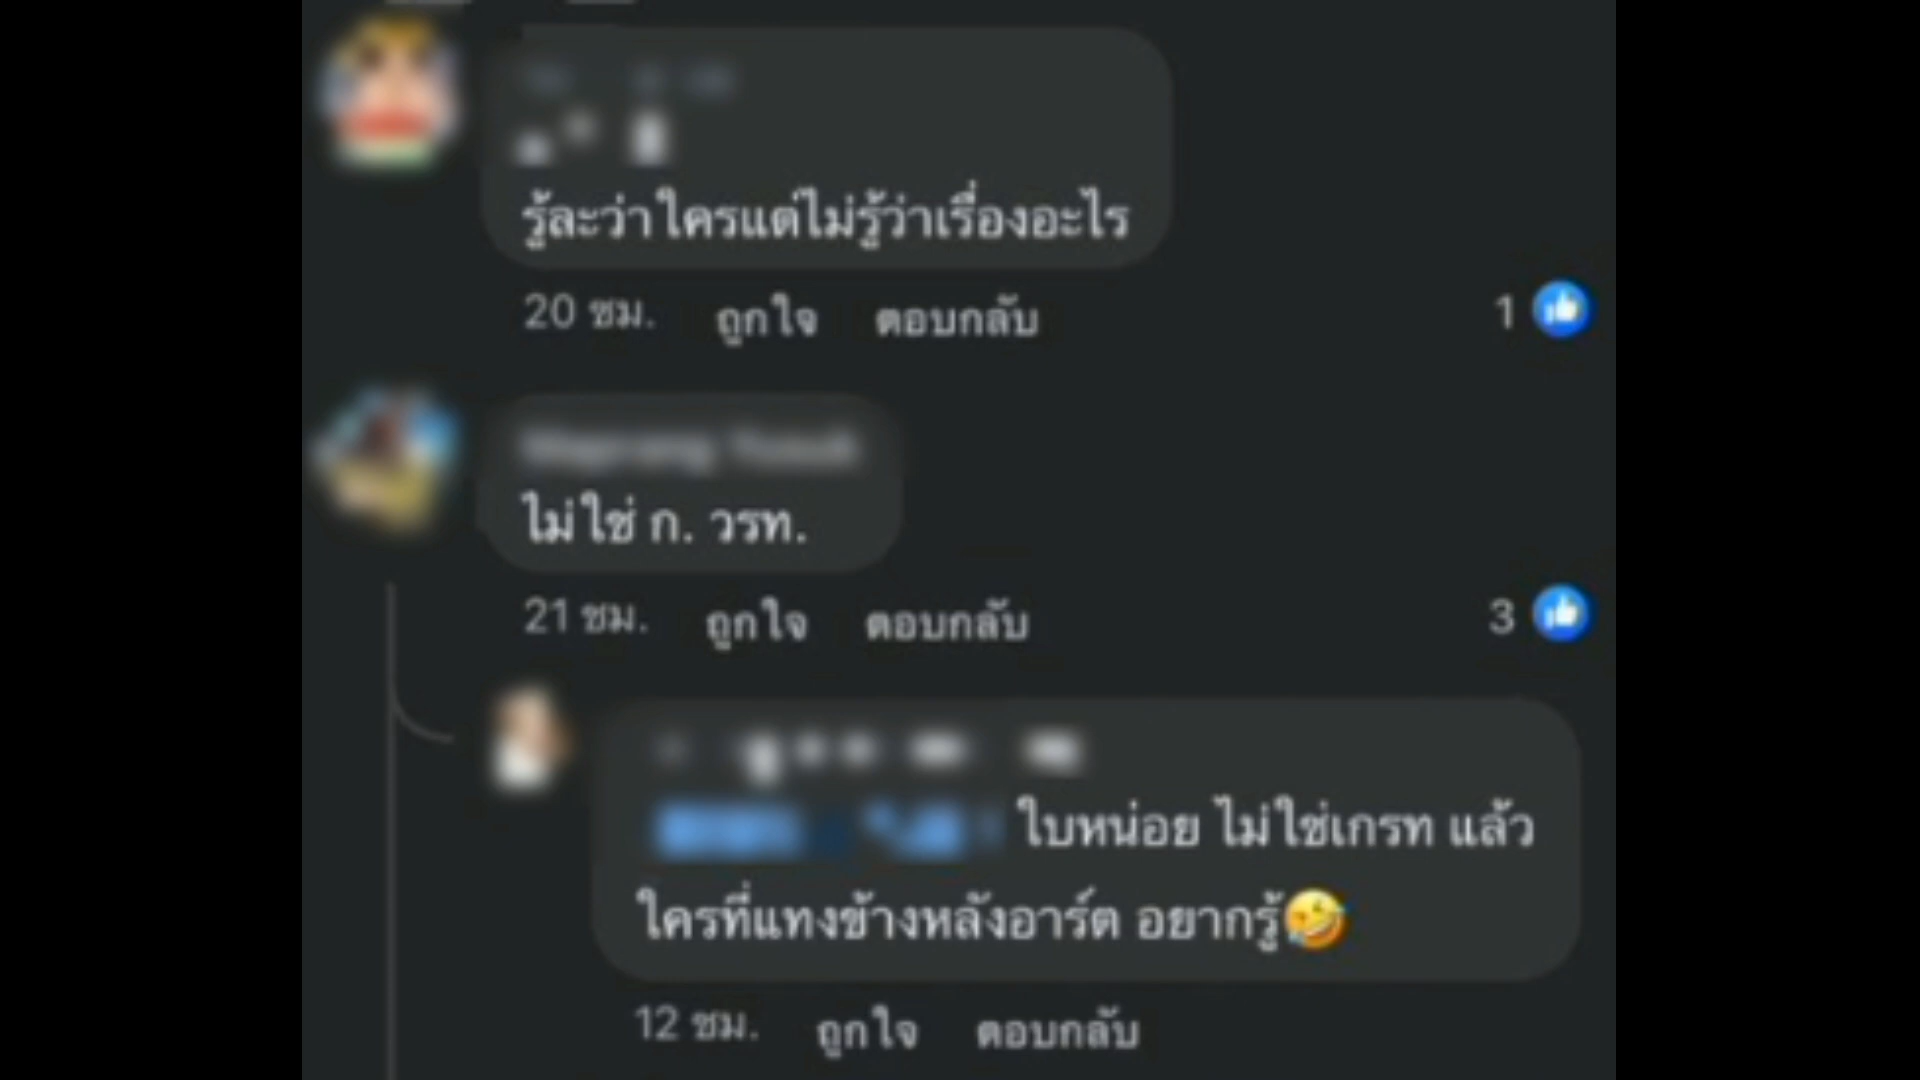 รู้ละว่าใครแต่ไม่รู้ว่าเรื่องอะไร
20 ชม. ถูกใจ ตอบกลับ 1
ไม่ใช่ ก. วรท.
21 ชม. ถูกใจ ตอบกลับ 3
ใบหน่อย ไม่ใช่เกรท แล้ว
ใครที่แทงข้างหลังอาร์ต อยากรู้🤣
12 ชม. ถูกใจ ตอบกลับ